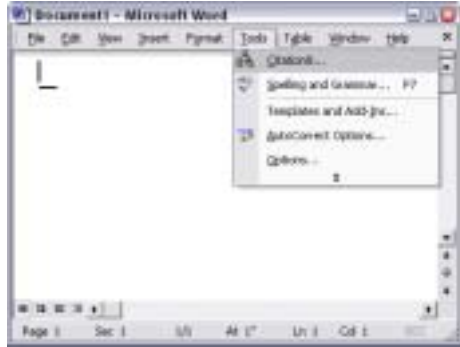 Document1 - Microsoft Word
File Edit View Insert Format Tools Table Window Help
Citations...
Spelling and Grammar... F7
Templates and Add-Ins...
AutoCorrect Options...
Options...
Page 1 Sec 1 1/1 At 1" Ln 1 Col 1